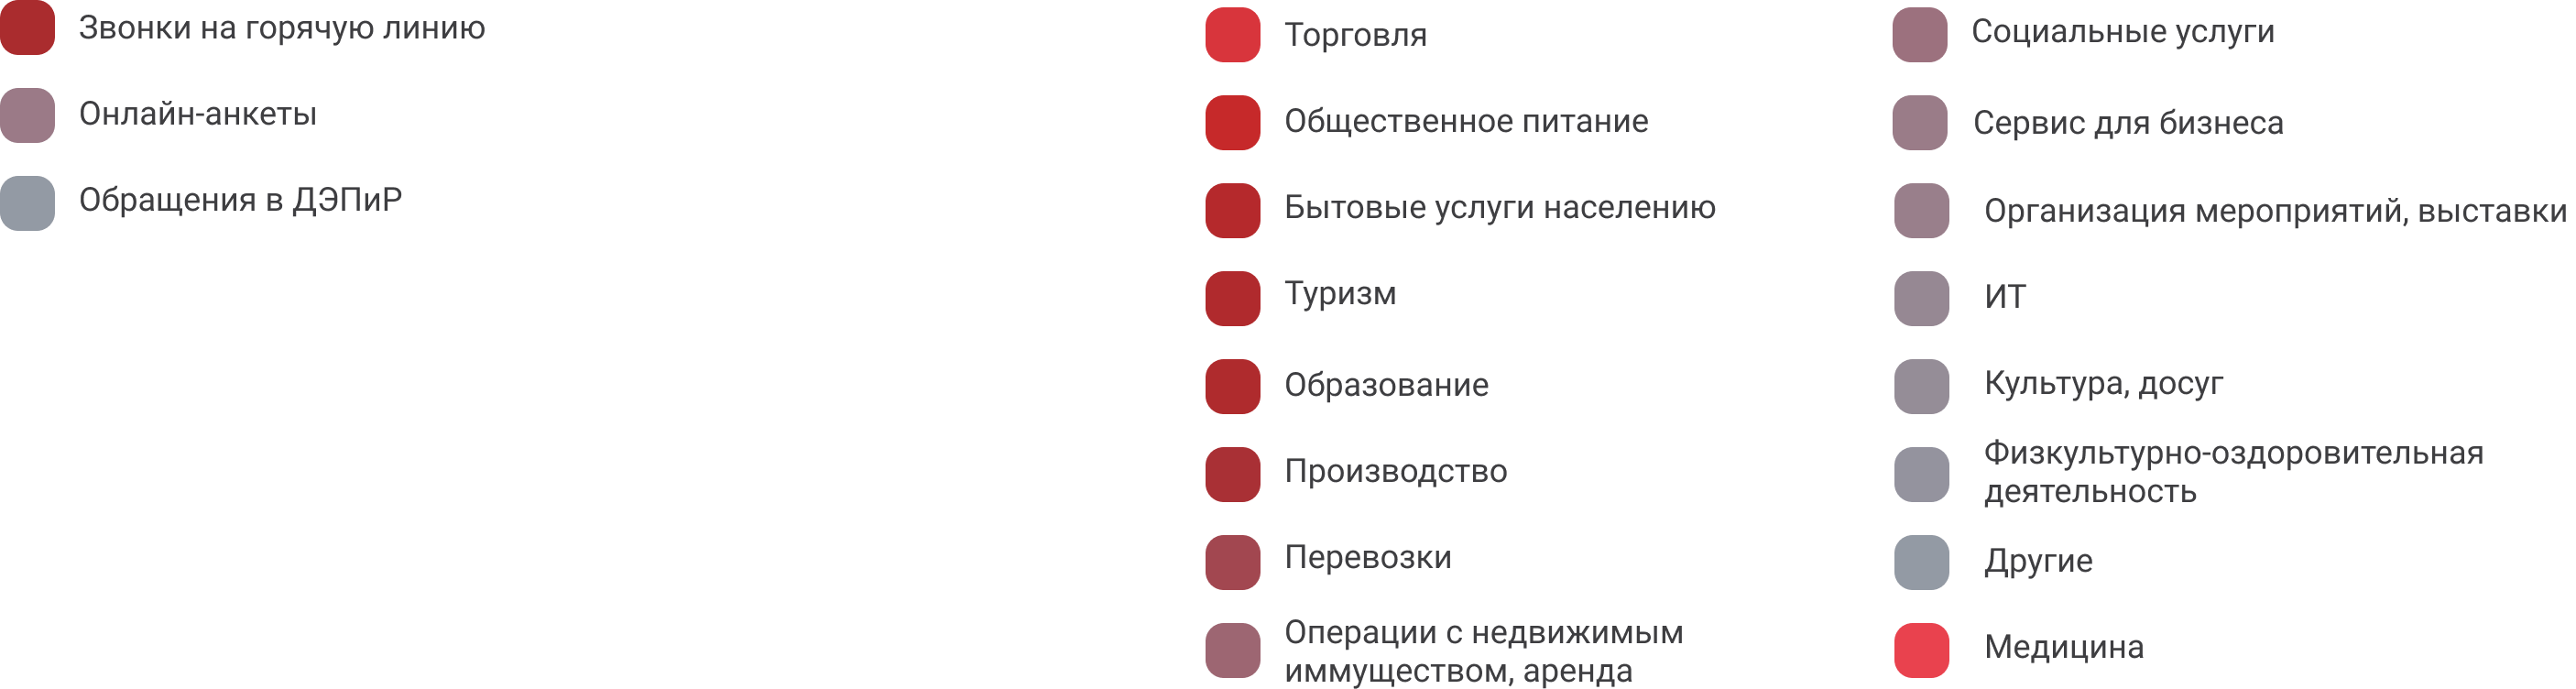 Звонки на горячую линию
Онлайн-анкеты
Обращения в ДЭПиР
Торговля
Общественное питание
Бытовые услуги населению
Туризм
Образование
Производство
Перевозки
Операции с недвижимым
иммуществом, аренда
Социальные услуги
Сервис для бизнеса
Организация мероприятий, выставки
ИТ
Культура, досуг
Физкультурно-оздоровительная
деятельность
Другие
Медицина